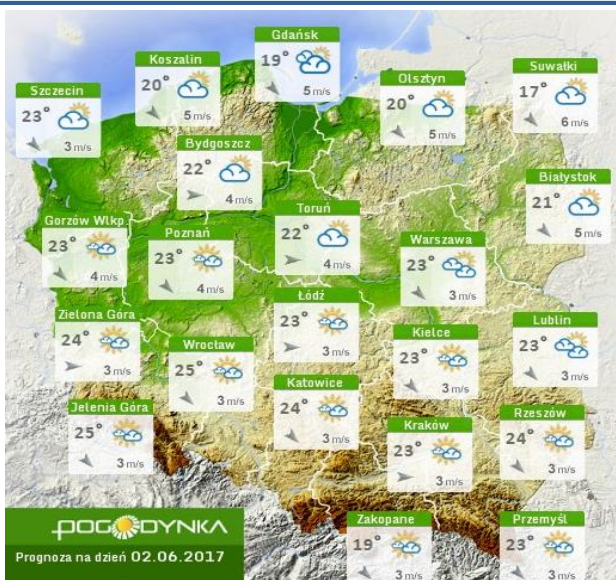 Gdańsk
19°
5 m/s
Koszalin
20°
5 m/s
Suwałki
17°
6 m/s
Olsztyn
20°
5 m/s
Szczecin
23°
3 m/s
Bydgoszcz
22°
4 m/s
Białystok
21°
5 m/s
Toruń
22°
4 m/s
Gorzów Wlkp
23°
4 m/s
Poznań
23°
4 m/s
Warszawa
23°
3 m/s
Łódź
23°
3 m/s
Zielona Góra
24°
3 m/s
Lublin
23°
3 m/s
Kielce
23°
3 m/s
Wrocław
25°
3 m/s
Katowice
24°
3 m/s
Jelenia Góra
25°
3 m/s
Rzeszów
24°
3 m/s
Kraków
23°
3 m/s
Zakopane
19°
3 m/s
Przemyśl
23°
3 m/s
POGODYNKA
Prognoza na dzień 02.06.2017